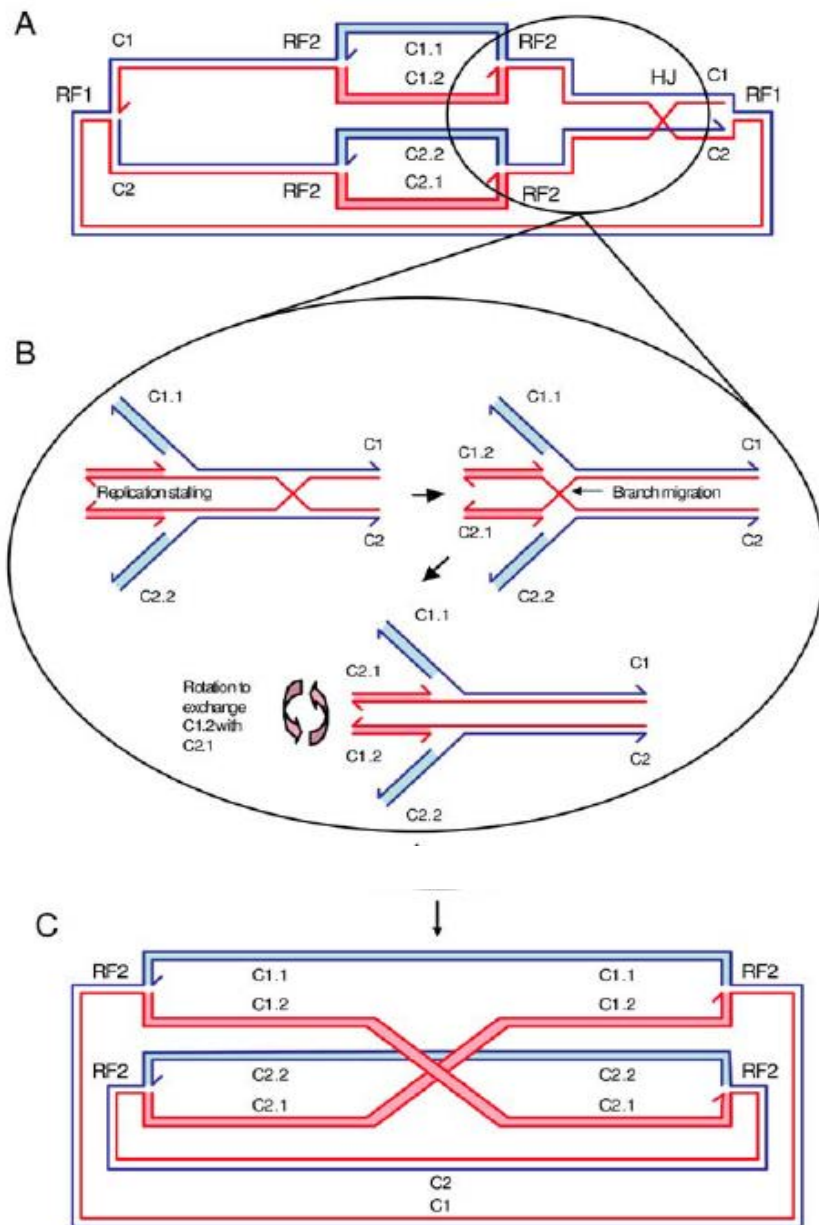 A
C1
RF2
C1.1
RF2
C1.2
HJ
C1
RF1
RF1
C2.2
C2
C2
RF2
C2.1
RF2
B
C1.1
C1.1
C1
C1.2
C1
Replication stalling
Branch migration
C2
C2.1
C2
C2.2
C2.2
C1.1
C2.1
C1
Rotation to
exchange
C1.2 with
C2.1
C1.2
C2
C2.2
C
RF2
C1.1
C1.1
RF2
C1.2
C1.2
RF2
C2.2
C2.2
RF2
C2.1
C2.1
C2
C1